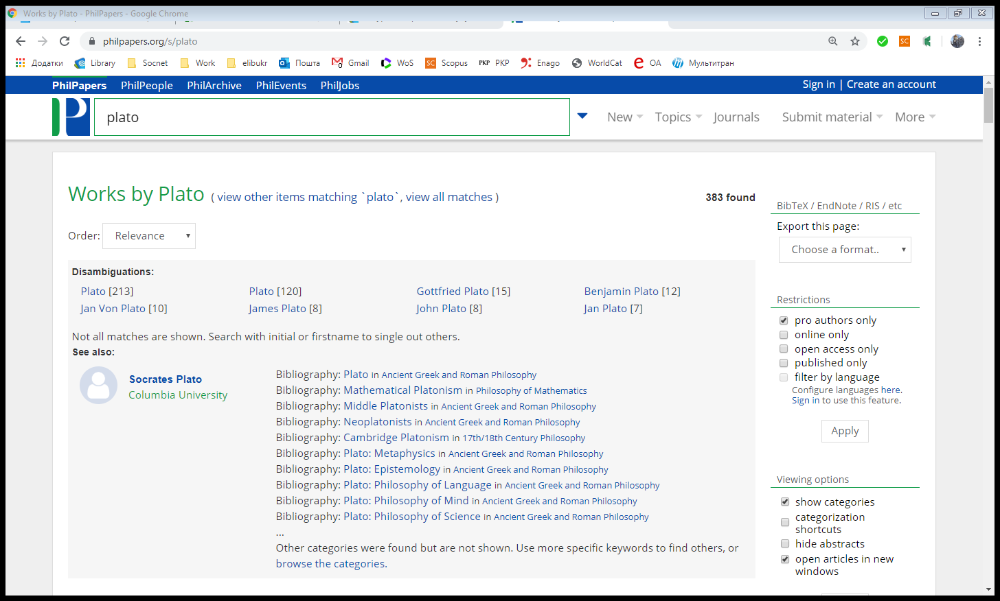 Works by Plato - PhilPapers - Google Chrome
philpapers.org/s/plato
Додатки Library Socnet Work elibukr Пошта Gmail WoS SC Scopus PKP PKP Enago WorldCat OA Мультитран
PhilPapers PhilPeople PhilArchive PhilEvents PhilJobs Sign in | Create an account
plato New Topics Journals Submit material More
Works by Plato ( view other items matching `plato`, view all matches ) 383 found
BibTeX / EndNote / RIS / etc
Order: Relevance
Export this page:
Choose a format..
Disambiguations:
Plato [213] Plato [120] Gottfried Plato [15] Benjamin Plato [12]
Jan Von Plato [10] James Plato [8] John Plato [8] Jan Plato [7]
Not all matches are shown. Search with initial or firstname to single out others.
See also:
Socrates Plato
Columbia University
Bibliography: Plato in Ancient Greek and Roman Philosophy
Bibliography: Mathematical Platonism in Philosophy of Mathematics
Bibliography: Middle Platonists in Ancient Greek and Roman Philosophy
Bibliography: Neoplatonists in Ancient Greek and Roman Philosophy
Bibliography: Cambridge Platonism in 17th/18th Century Philosophy
Bibliography: Plato: Metaphysics in Ancient Greek and Roman Philosophy
Bibliography: Plato: Epistemology in Ancient Greek and Roman Philosophy
Bibliography: Plato: Philosophy of Language in Ancient Greek and Roman Philosophy
Bibliography: Plato: Philosophy of Mind in Ancient Greek and Roman Philosophy
Bibliography: Plato: Philosophy of Science in Ancient Greek and Roman Philosophy
...
Other categories were found but are not shown. Use more specific keywords to find others, or
browse the categories.
Restrictions
pro authors only
online only
open access only
published only
filter by language
Configure languages here.
Sign in to use this feature.
Apply
Viewing options
show categories
categorization
shortcuts
hide abstracts
open articles in new
windows